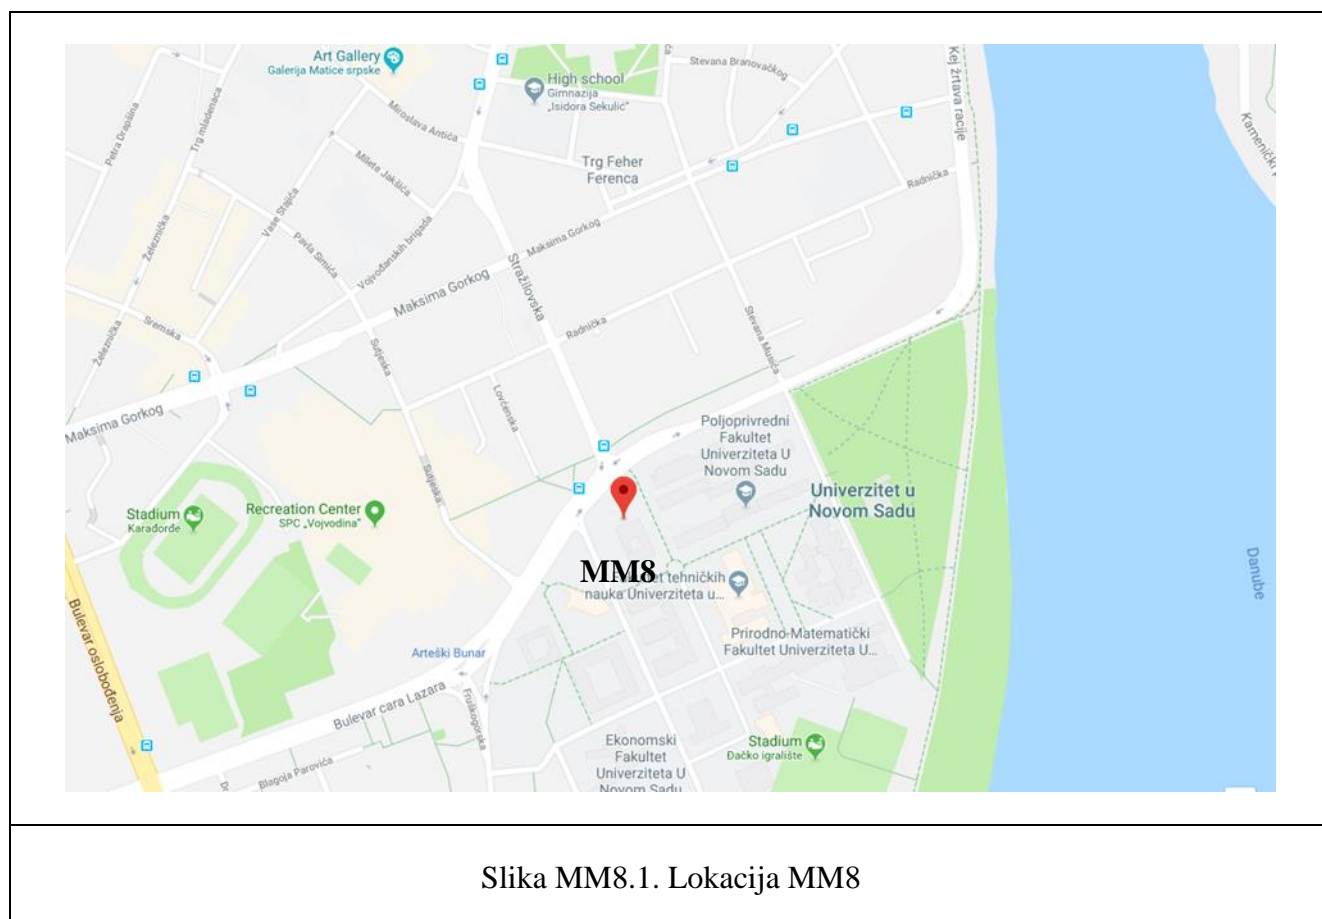 Art Gallery
Galerija Matice srpske
High school
Gimnazija
„Isidora Sekulić”
Stevana Branovačkog
Kej žrtava racije
Kamenički
Petra Drapšina
Trg mladenaca
Miroslava Antića
Milete Jakšića
Trg Feher
Ferenca
Radnička
Vase Stajića
Železnička
Pavla Simića
Vojvođanskih brigada
Maksima Gorkog
Stražilovska
Maksima Gorkog
Železnička
Sremska
Sutjeska
Radnička
Stevana Musića
Lovćenska
Maksima Gorkog
Poljoprivredni
Fakultet
Univerziteta U
Novom Sadu
Sutjeska
Univerzitet u
Novom Sadu
Stadium
Karađorđe
Recreation Center
SPC „Vojvodina”
MM8
et tehničkih
nauka Univerziteta u...
Danube
Bulevar oslobođenja
Prirodno-Matematički
Fakultet Univerziteta U...
Arteški Bunar
Bulevar cara Lazara
Fruškogorska
Ekonomski
Fakultet
Univerziteta U
Novom Sadu
Stadium
Đačko igralište
Blagoja Parovića
Slika MM8.1. Lokacija MM8